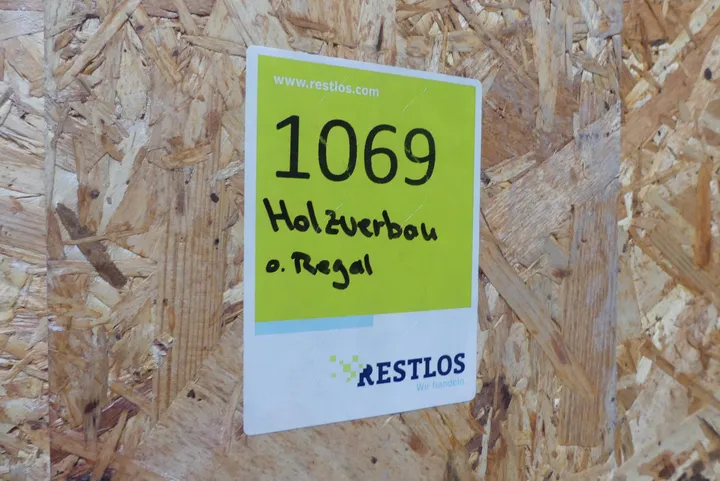 www.restlos.com
1069
Holzverbau
o. Regal
RESTLOS
Wir handeln